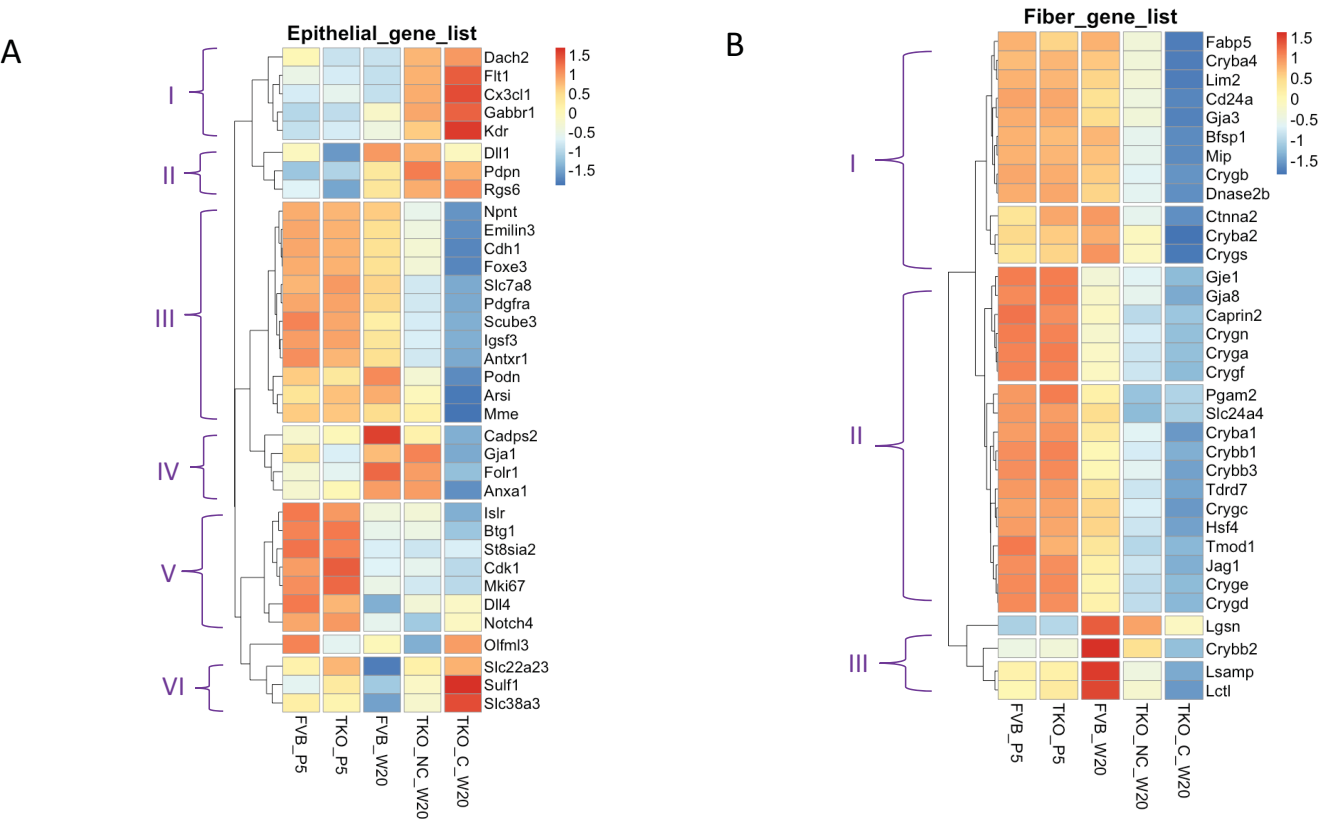 A
Epithelial_gene_list
I
II
III
IV
V
VI
Dach2
Flt1
Cx3cl1
Gabbr1
Kdr
Dll1
Pdpn
Rgs6
Npnt
Emilin3
Cdh1
Foxe3
Slc7a8
Pdgfra
Scube3
Igsf3
Antxr1
Podn
Arsi
Mme
Cadps2
Gja1
Folr1
Anxa1
Islr
Btg1
St8sia2
Cdk1
Mki67
Dll4
Notch4
Olfml3
Slc22a23
Sulf1
Slc38a3
1.5
1
0.5
0
-0.5
-1
-1.5
FVB_P5
TKO_P5
FVB_W20
TKO_NC_W20
TKO_C_W20
B
Fiber_gene_list
I
II
III
Fabp5
Cryba4
Lim2
Cd24a
Gja3
Bfsp1
Mip
Crygb
Dnase2b
Ctnna2
Cryba2
Crygs
Gje1
Gja8
Caprin2
Crygn
Cryga
Crygf
Pgam2
Slc24a4
Cryba1
Crybb1
Crybb3
Tdrd7
Crygc
Hsf4
Tmod1
Jag1
Cryge
Crygd
Lgsn
Crybb2
Lsamp
Lctl
1.5
1
0.5
0
-0.5
-1
-1.5
FVB_P5
TKO_P5
FVB_W20
TKO_NC_W20
TKO_C_W20